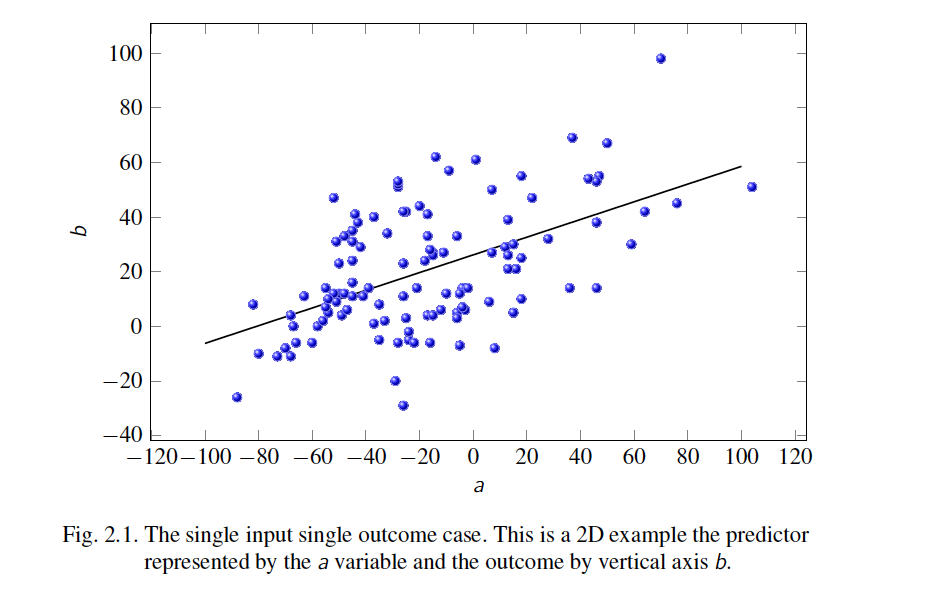 100
80
60
40
20
0
−20
−40
b
−120 −100 −80 −60 −40 −20 0 20 40 60 80 100 120
a
Fig. 2.1. The single input single outcome case. This is a 2D example the predictor
represented by the a variable and the outcome by vertical axis b.